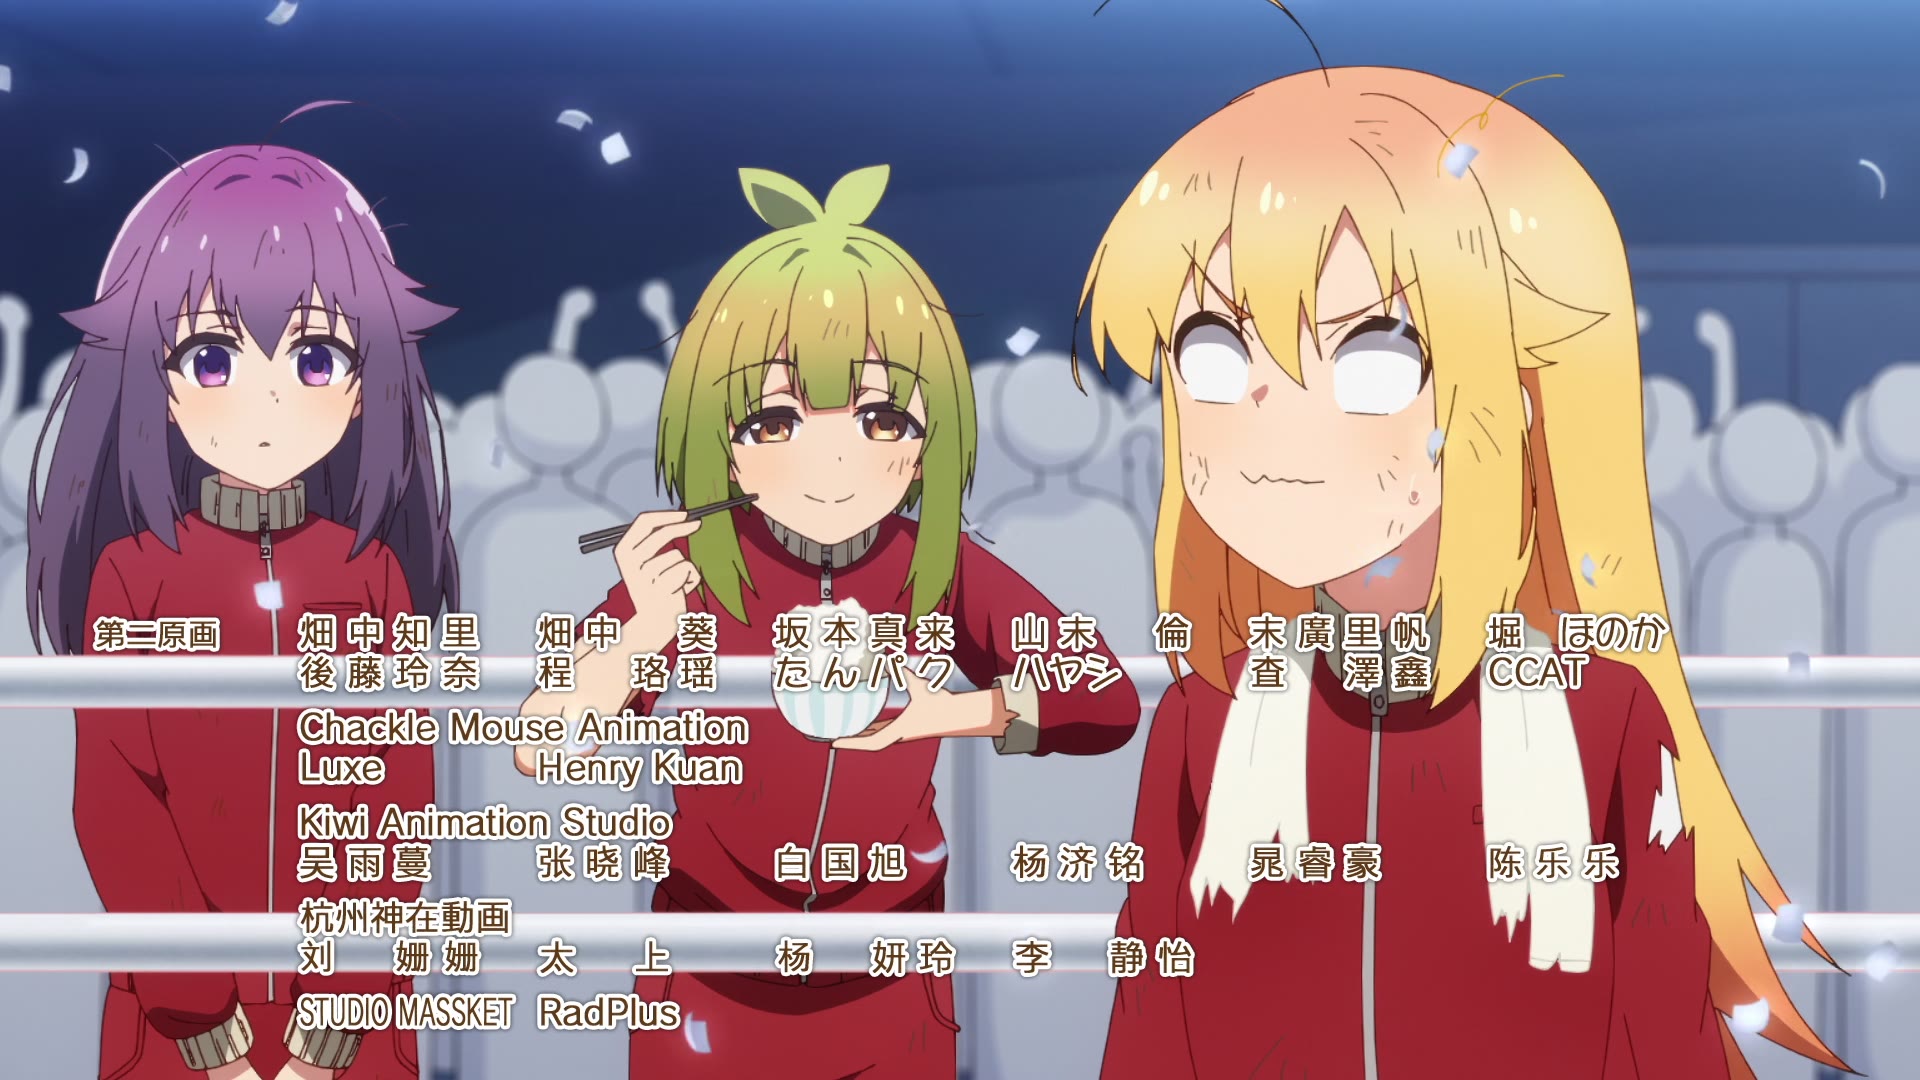 第二原画 畑中知里 畑中 葵 坂本真来 山末 倫 末廣里帆 堀 ほのか
後藤玲奈 程 珞瑶 たんパク ハヤシ 査 澤鑫 CCAT
Chackle Mouse Animation
Luxe Henry Kuan
Kiwi Animation Studio
吴雨蔓 张晓峰 白国旭 杨济铭 晁睿豪 陈乐乐
杭州神在動画
刘 姗姗 太 上 杨 妍玲 李 静怡
STUDIO MASSKET RadPlus